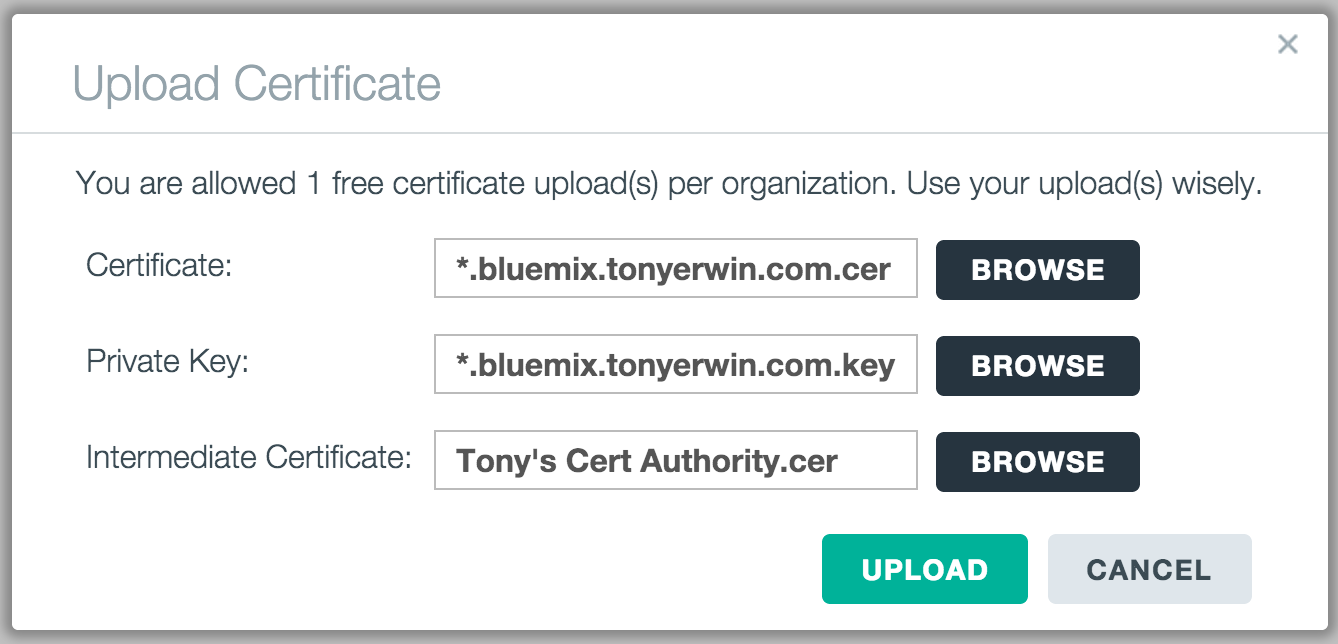 Upload Certificate
You are allowed 1 free certificate upload(s) per organization. Use your upload(s) wisely.
Certificate: *.bluemix.tonyerwin.com.cer BROWSE
Private Key: *.bluemix.tonyerwin.com.key BROWSE
Intermediate Certificate: Tony's Cert Authority.cer BROWSE
UPLOAD CANCEL